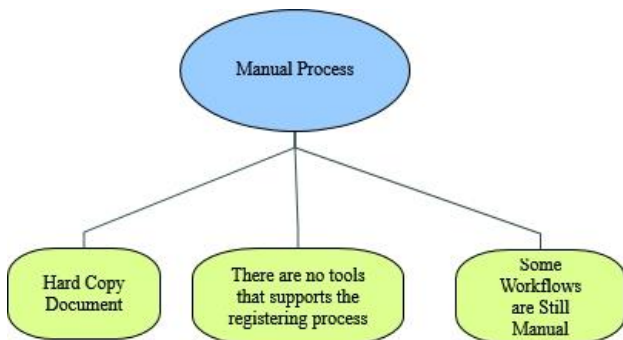 Manual Process
Hard Copy
Document
There are no tools
that supports the
registering process
Some
Workflows
are Still
Manual